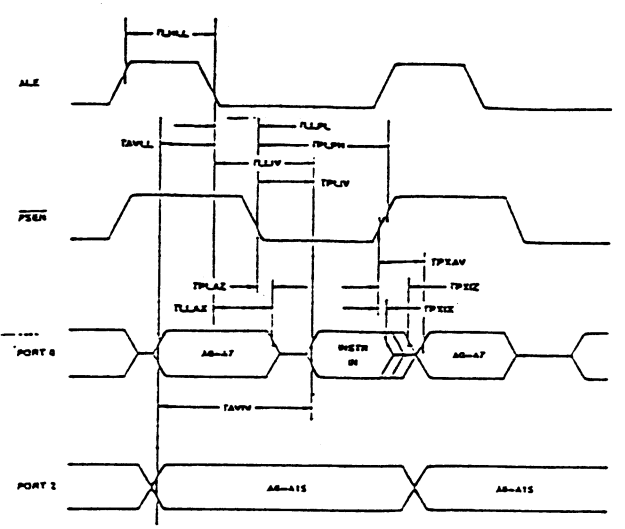 TLHLL
ALE
TLLPL
TAVLL
TPLPH
TLLIV
TPLIV
PSEN
TPXAV
TPLAZ
TPXIZ
TLLAX
TPXIX
PORT 0
A0-A7
INSTR
IN
A0-A7
TAVIV
PORT 2
A8-A15
A8-A15